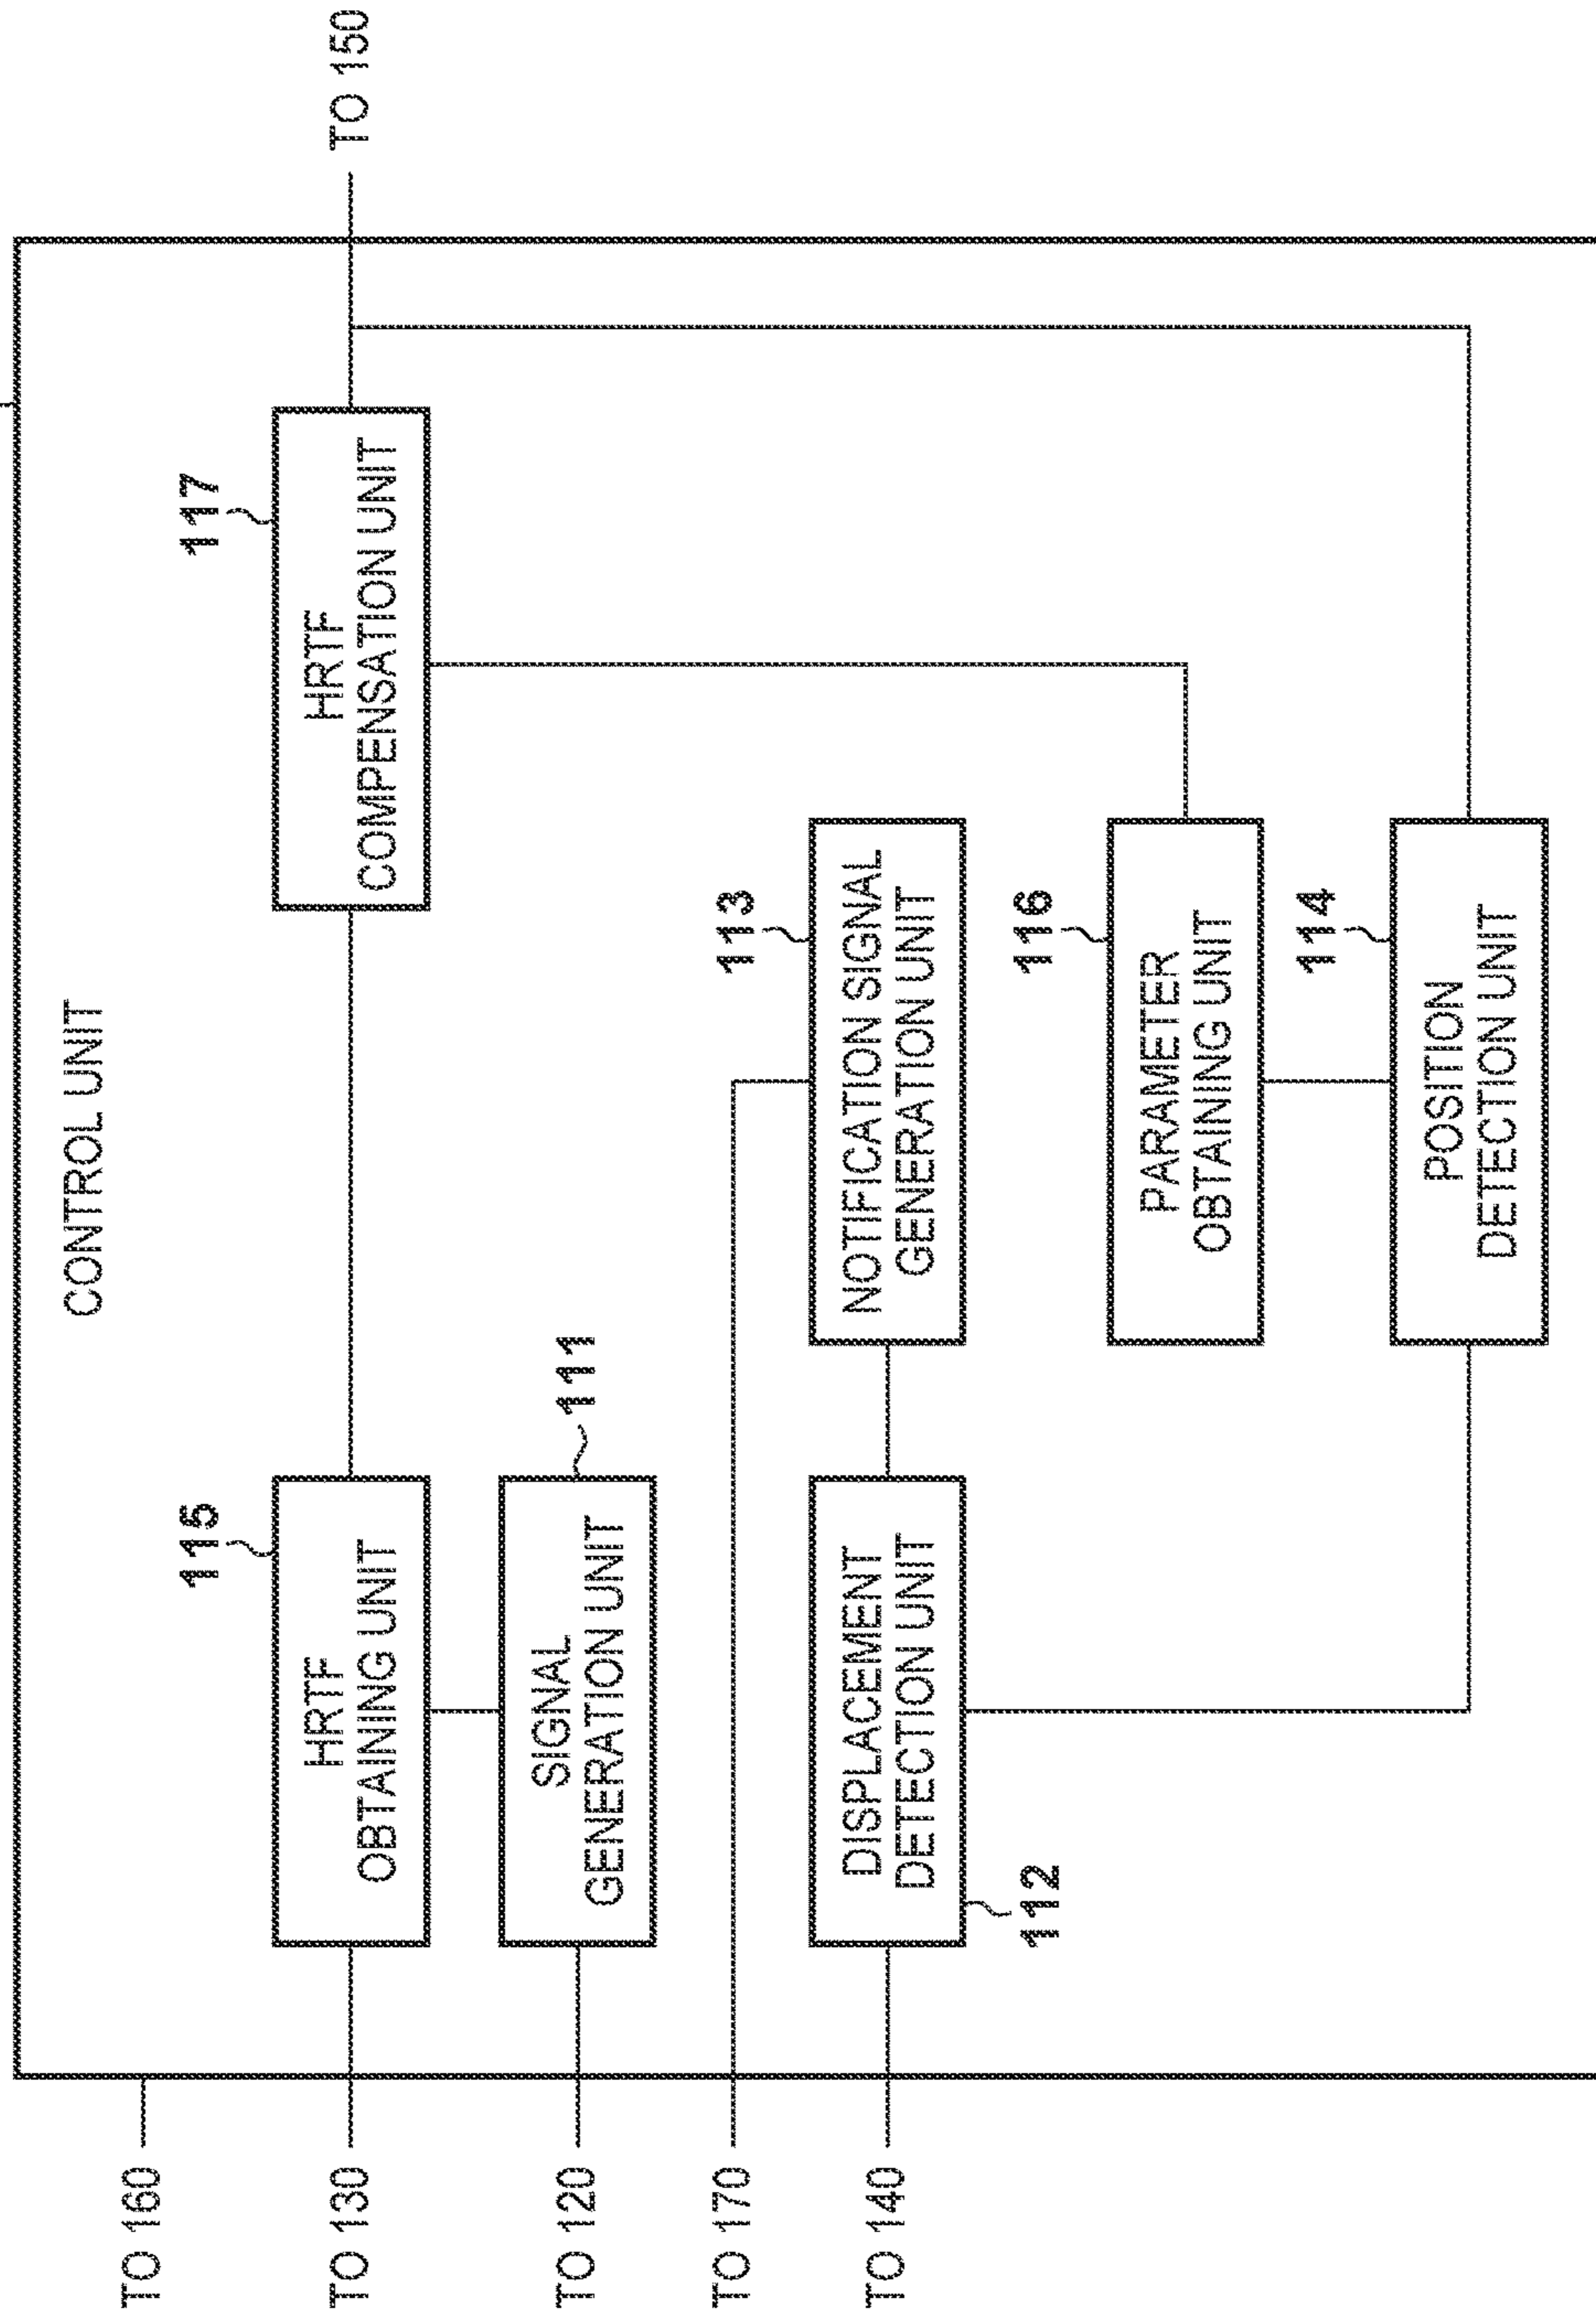 CONTROL UNIT
TO 160
TO 130
115
HRTF
OBTAINING UNIT
117
HRTF
COMPENSATION UNIT
TO 150
TO 120
SIGNAL
GENERATION UNIT
111
TO 170
113
TO 140
DISPLACEMENT
DETECTION UNIT
112
NOTIFICATION SIGNAL
GENERATION UNIT
116
PARAMETER
OBTAINING UNIT
114
POSITION
DETECTION UNIT